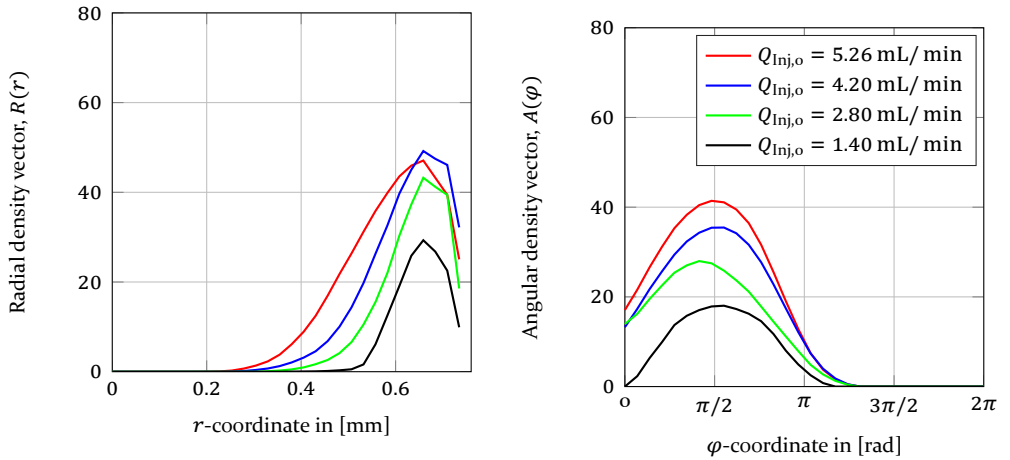 80
60
40
20
0
0
0.2
0.4
0.6
Radial density vector, R(r)
r-coordinate in [mm]
80
60
40
20
0
o
π/2
π
3π/2
2π
Angular density vector, A(φ)
φ-coordinate in [rad]
Q_Inj,o = 5.26 mL/ min
Q_Inj,o = 4.20 mL/ min
Q_Inj,o = 2.80 mL/ min
Q_Inj,o = 1.40 mL/ min